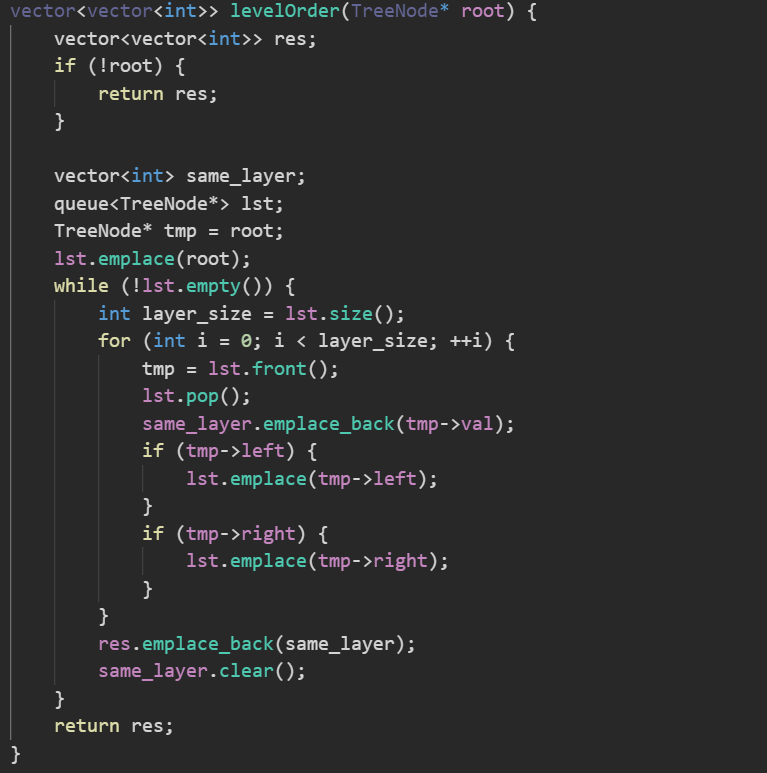 vector<vector<int>> levelOrder(TreeNode* root) {
    vector<vector<int>> res;
    if (!root) {
        return res;
    }

    vector<int> same_layer;
    queue<TreeNode*> lst;
    TreeNode* tmp = root;
    lst.emplace(root);
    while (!lst.empty()) {
        int layer_size = lst.size();
        for (int i = 0; i < layer_size; ++i) {
            tmp = lst.front();
            lst.pop();
            same_layer.emplace_back(tmp->val);
            if (tmp->left) {
                lst.emplace(tmp->left);
            }
            if (tmp->right) {
                lst.emplace(tmp->right);
            }
        }
        res.emplace_back(same_layer);
        same_layer.clear();
    }
    return res;
}